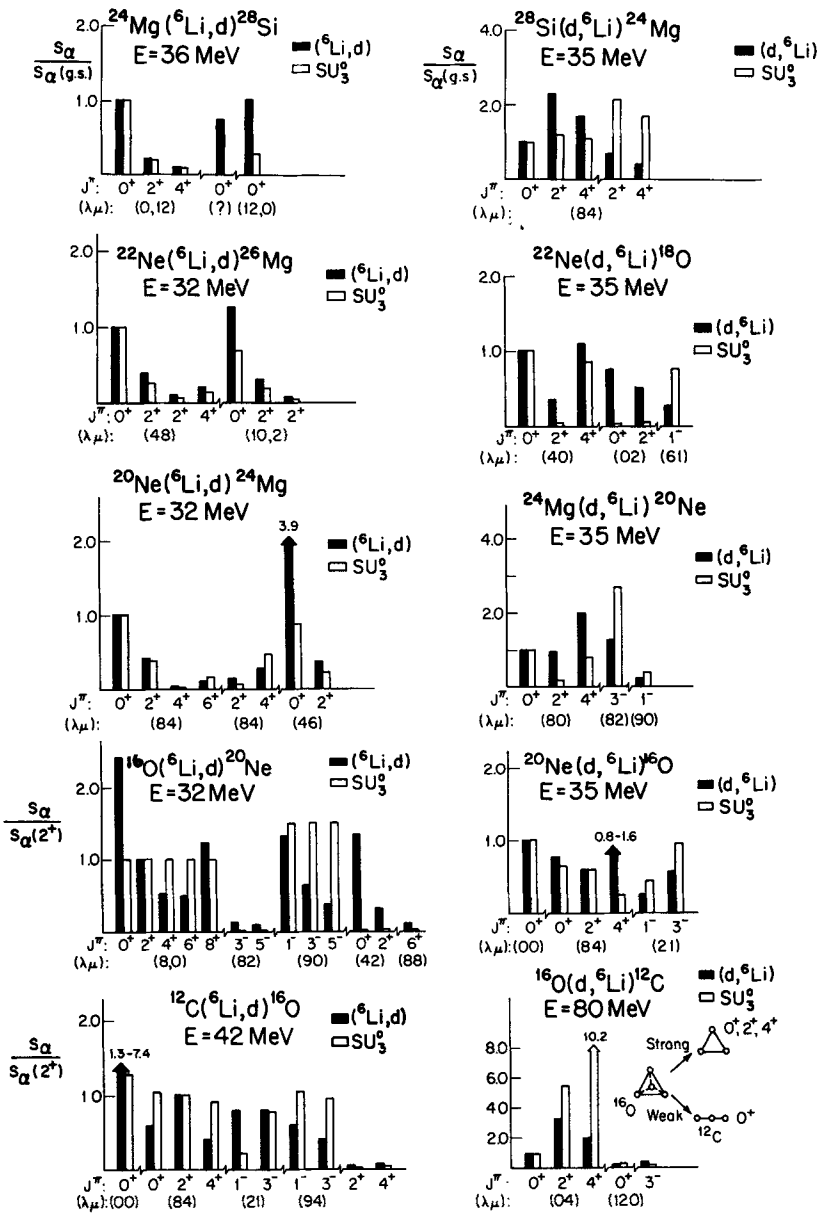 ²⁴Mg(⁶Li,d)²⁸Si
E=36 MeV
Sα
Sα(g.s.)
(⁶Li,d)
SU₃⁰
2.0
1.0
Jπ: 0⁺ 2⁺ 4⁺ 0⁺ 0⁺
(λμ): (0,12) (?) (12,0)
²⁸Si(d,⁶Li)²⁴Mg
E=35 MeV
Sα
Sα(g.s)
(d,⁶Li)
SU₃⁰
4.0
2.0
Jπ: 0⁺ 2⁺ 4⁺ 2⁺ 4⁺
(λμ): (84)
²²Ne(⁶Li,d)²⁶Mg
E=32 MeV
(⁶Li,d)
SU₃⁰
2.0
1.0
Jπ: 0⁺ 2⁺ 2⁺ 4⁺ 0⁺ 2⁺ 2⁺
(λμ): (48) (10,2)
²²Ne(d,⁶Li)¹⁸O
E=35 MeV
(d,⁶Li)
SU₃⁰
2.0
1.0
Jπ: 0⁺ 2⁺ 4⁺ 0⁺ 2⁺ 1⁻
(λμ): (40) (02) (61)
²⁰Ne(⁶Li,d)²⁴Mg
E=32 MeV
3.9
(⁶Li,d)
SU₃⁰
2.0
1.0
Jπ: 0⁺ 2⁺ 4⁺ 6⁺ 2⁺ 4⁺ 0⁺ 2⁺
(λμ): (84) (84) (46)
²⁴Mg(d,⁶Li)²⁰Ne
E=35 MeV
(d,⁶Li)
SU₃⁰
4.0
2.0
Jπ: 0⁺ 2⁺ 4⁺ 3⁻ 1⁻
(λμ): (80) (82) (90)
¹⁶O(⁶Li,d)²⁰Ne
E=32 MeV
(⁶Li,d)
SU₃⁰
Sα
Sα(2⁺)
2.0
1.0
Jπ: 0⁺ 2⁺ 4⁺ 6⁺ 8⁺ 3⁻ 5⁻ 1⁻ 3⁻ 5⁻ 0⁺ 2⁺ 6⁺
(λμ): (8,0) (82) (90) (42) (88)
²⁰Ne(d,⁶Li)¹⁶O
E=35 MeV
(d,⁶Li)
SU₃⁰
2.0
1.0
0.8-1.6
Jπ: 0⁺ 0⁺ 2⁺ 4⁺ 1⁻ 3⁻
(λμ): (00) (84) (21)
¹²C(⁶Li,d)¹⁶O
E=42 MeV
(⁶Li,d)
SU₃⁰
Sα
Sα(2⁺)
2.0
1.0
1.3-7.4
Jπ: 0⁺ 0⁺ 2⁺ 4⁺ 1⁻ 3⁻ 1⁻ 3⁻ 2⁺ 4⁺
(λμ): (00) (84) (21) (94)
¹⁶O(d,⁶Li)¹²C
E=80 MeV
(d,⁶Li)
SU₃⁰
10.2
8.0
6.0
4.0
2.0
Strong
0⁺,2⁺,4⁺
¹⁶O
Weak
0⁺
¹²C
Jπ: 0⁺ 2⁺ 4⁺ 0⁺ 3⁻
(λμ): (04) (120)